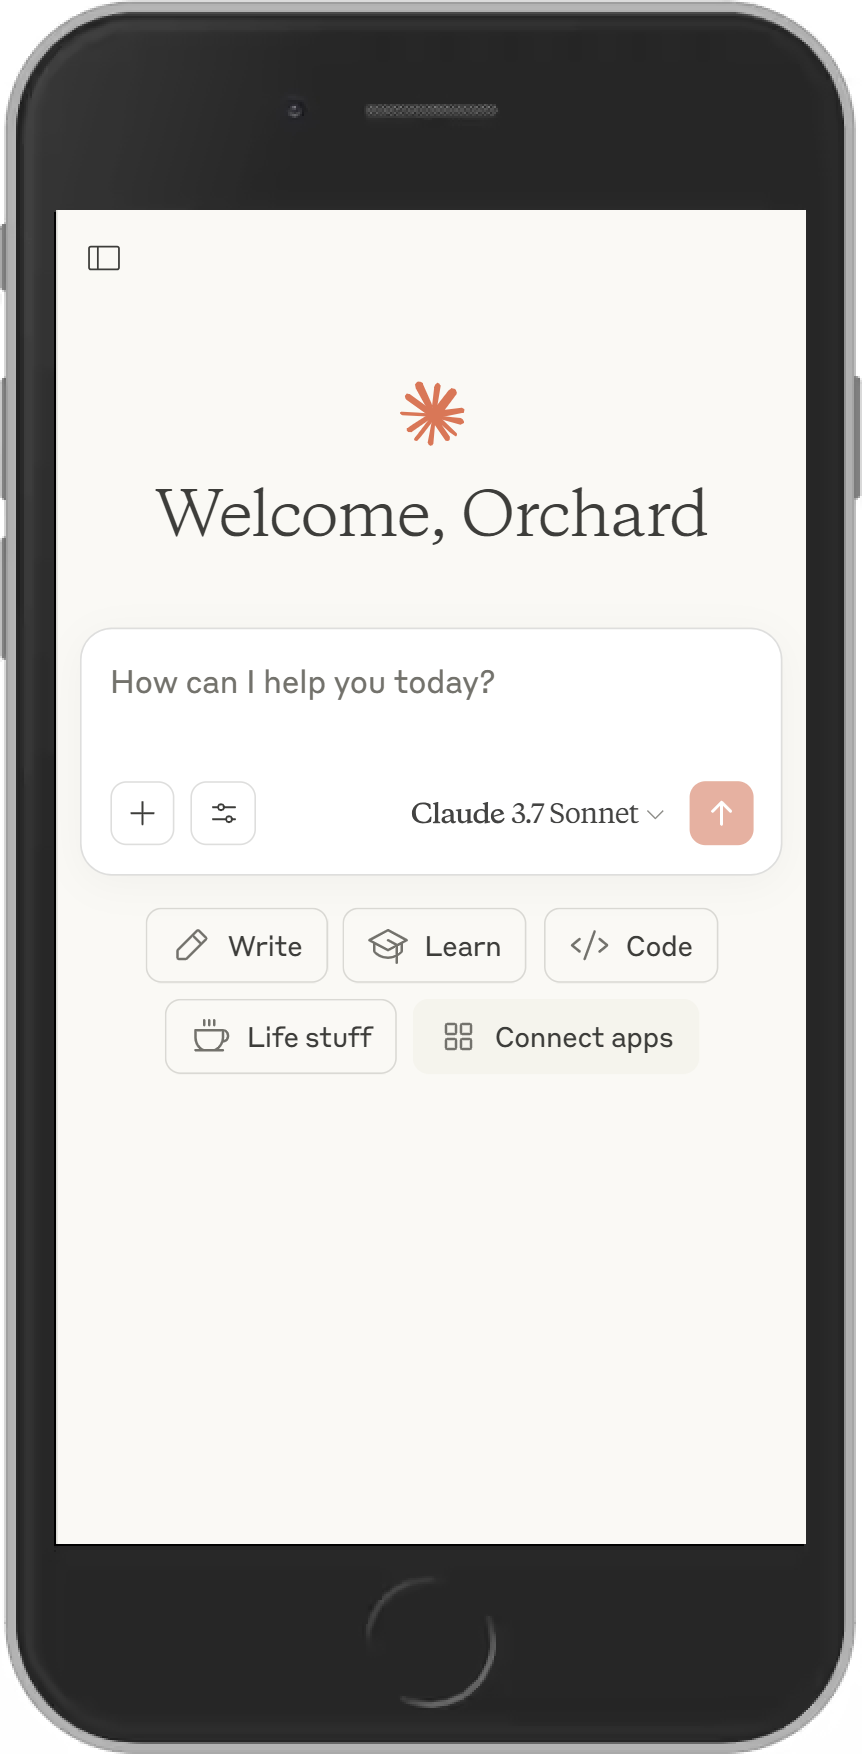 Welcome, Orchard
How can I help you today?
Claude 3.7 Sonnet
Write
Learn
Code
Life stuff
Connect apps